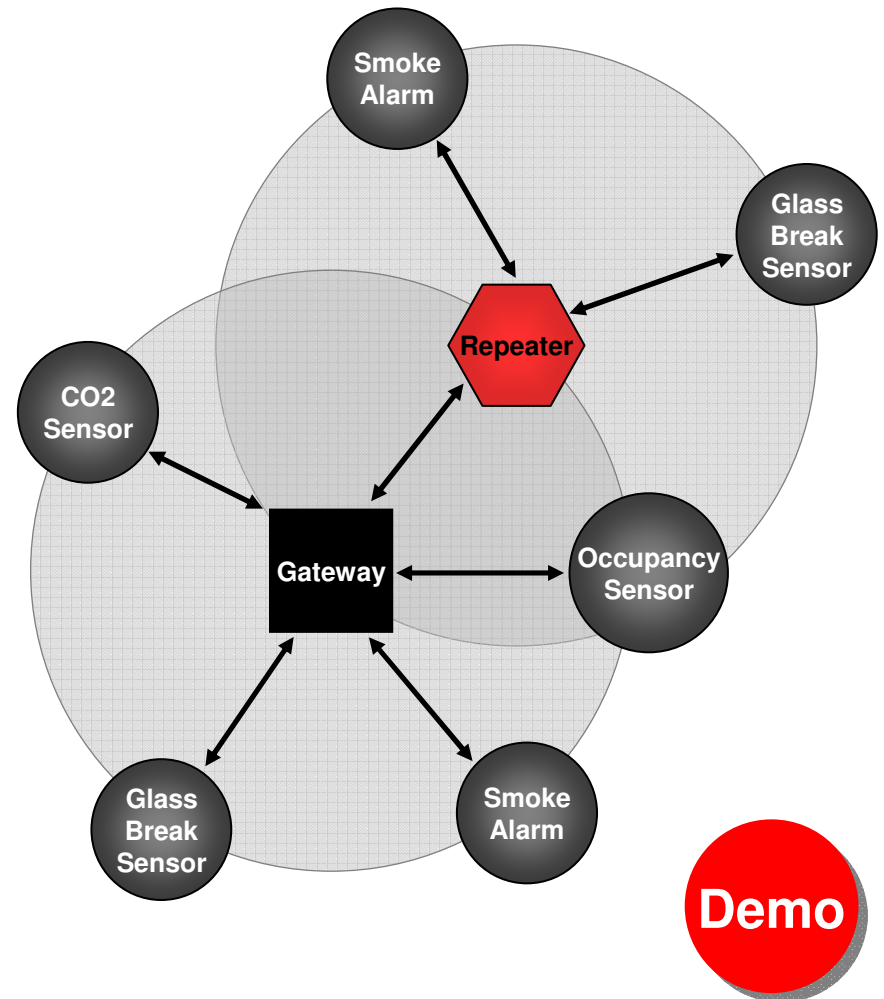 Smoke
Alarm
Glass
Break
Sensor
Repeater
CO2
Sensor
Gateway
Occupancy
Sensor
Glass
Break
Sensor
Smoke
Alarm
Demo